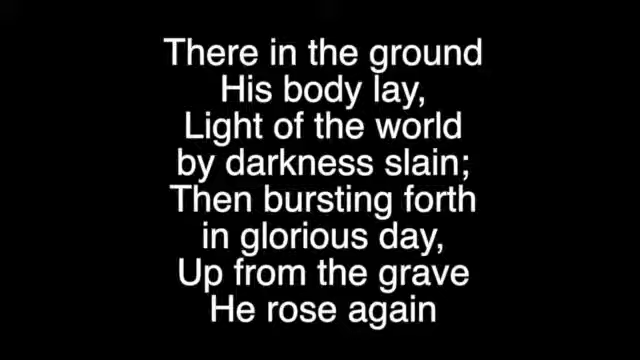 There in the ground
His body lay,
Light of the world
by darkness slain;
Then bursting forth
in glorious day,
Up from the grave
He rose again